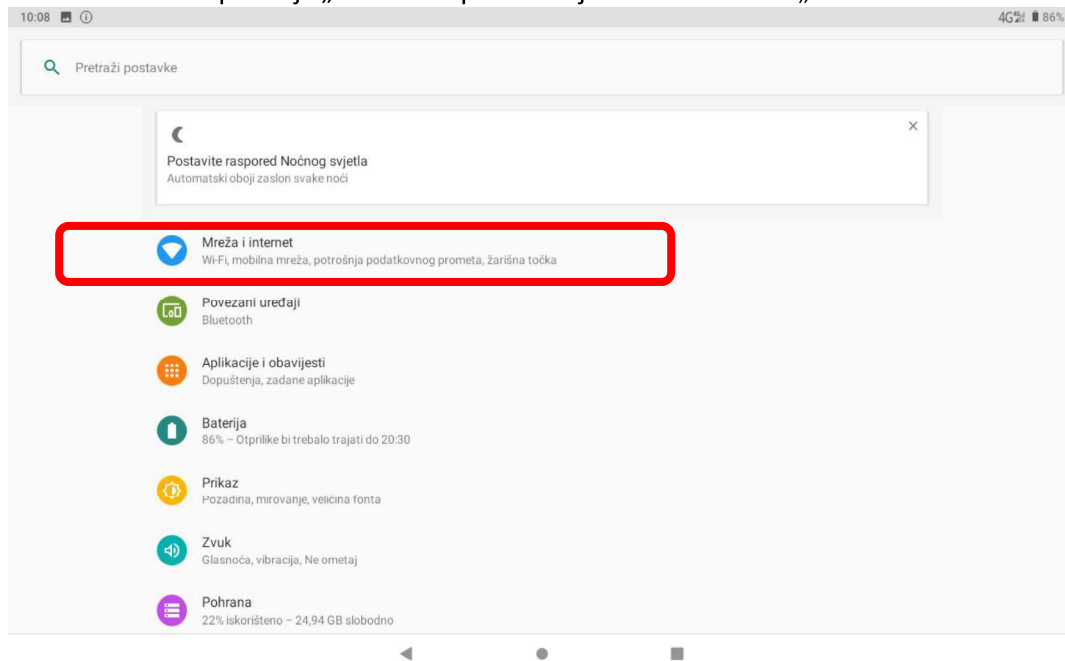 10:08 4G 86%
Pretraži postavke
Postavite raspored Noćnog svjetla
Automatski oboji zaslon svake noći
Mreža i internet
Wi-Fi, mobilna mreža, potrošnja podatkovnog prometa, žarišna točka
Povezani uređaji
Bluetooth
Aplikacije i obavijesti
Dopuštenja, zadane aplikacije
Baterija
86% – Otprilike bi trebalo trajati do 20:30
Prikaz
Pozadina, mirovanje, veličina fonta
Zvuk
Glasnoća, vibracija, Ne ometaj
Pohrana
22% iskorišteno – 24,94 GB slobodno